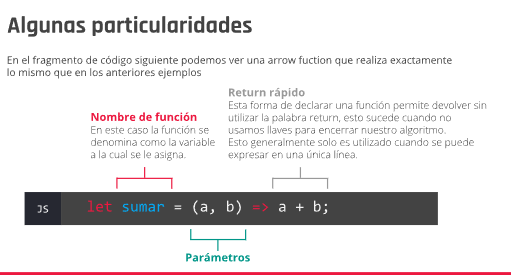 Algunas particularidades
En el fragmento de código siguiente podemos ver una arrow fuction que realiza exactamente
lo mismo que en los anteriores ejemplos
Return rápido
Esta forma de declarar una función permite devolver sin
utilizar la palabra return, esto sucede cuando no
usamos llaves para encerrar nuestro algoritmo.
Esto generalmente solo es utilizado cuando se puede
expresar en una única línea.
Nombre de función
En este caso la función se
denomina como la variable
a la cual se le asigna.
JS
let sumar = (a, b) => a + b;
Parámetros